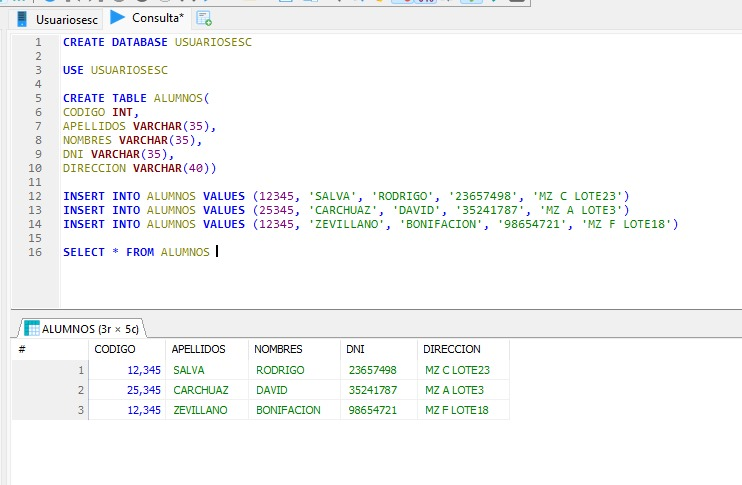 Usuariosesc Consulta*
1 CREATE DATABASE USUARIOSESC
2
3 USE USUARIOSESC
4
5 CREATE TABLE ALUMNOS(
6 CODIGO INT,
7 APELLIDOS VARCHAR(35),
8 NOMBRES VARCHAR(35),
9 DNI VARCHAR(35),
10 DIRECCION VARCHAR(40))
11
12 INSERT INTO ALUMNOS VALUES (12345, 'SALVA', 'RODRIGO', '23657498', 'MZ C LOTE23')
13 INSERT INTO ALUMNOS VALUES (25345, 'CARCHUAZ', 'DAVID', '35241787', 'MZ A LOTE3')
14 INSERT INTO ALUMNOS VALUES (12345, 'ZEVILLANO', 'BONIFACION', '98654721', 'MZ F LOTE18')
15
16 SELECT * FROM ALUMNOS
ALUMNOS (3r × 5c)
# CODIGO APELLIDOS NOMBRES DNI DIRECCION
1 12,345 SALVA RODRIGO 23657498 MZ C LOTE23
2 25,345 CARCHUAZ DAVID 35241787 MZ A LOTE3
3 12,345 ZEVILLANO BONIFACION 98654721 MZ F LOTE18